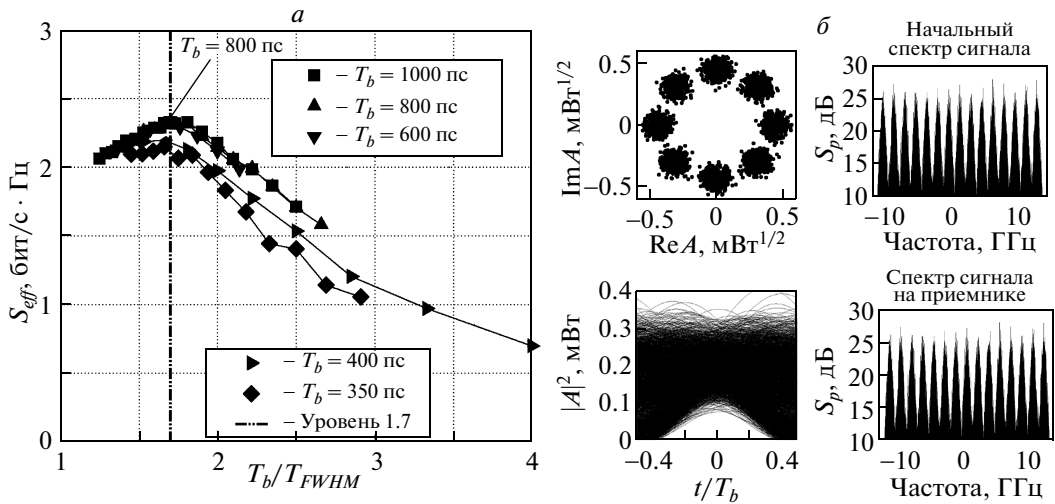 а
3
2
1
0
S_eff, бит/с · Гц
1
2
3
4
T_b/T_FWHM
T_b = 800 пс
– T_b = 1000 пс
– T_b = 800 пс
– T_b = 600 пс
– T_b = 400 пс
– T_b = 350 пс
– Уровень 1.7
б
0.5
0
−0.5
ImA, мВт^1/2
−0.5
0
0.5
ReA, мВт^1/2
Начальный
спектр сигнала
30
25
20
15
10
S_p, дБ
−10
0
10
Частота, ГГц
0.4
0.3
0.2
0.1
0
|A|^2, мВт
−0.4
0
0.4
t/T_b
Спектр сигнала
на приемнике
30
25
20
15
10
S_p, дБ
−10
0
10
Частота, ГГц